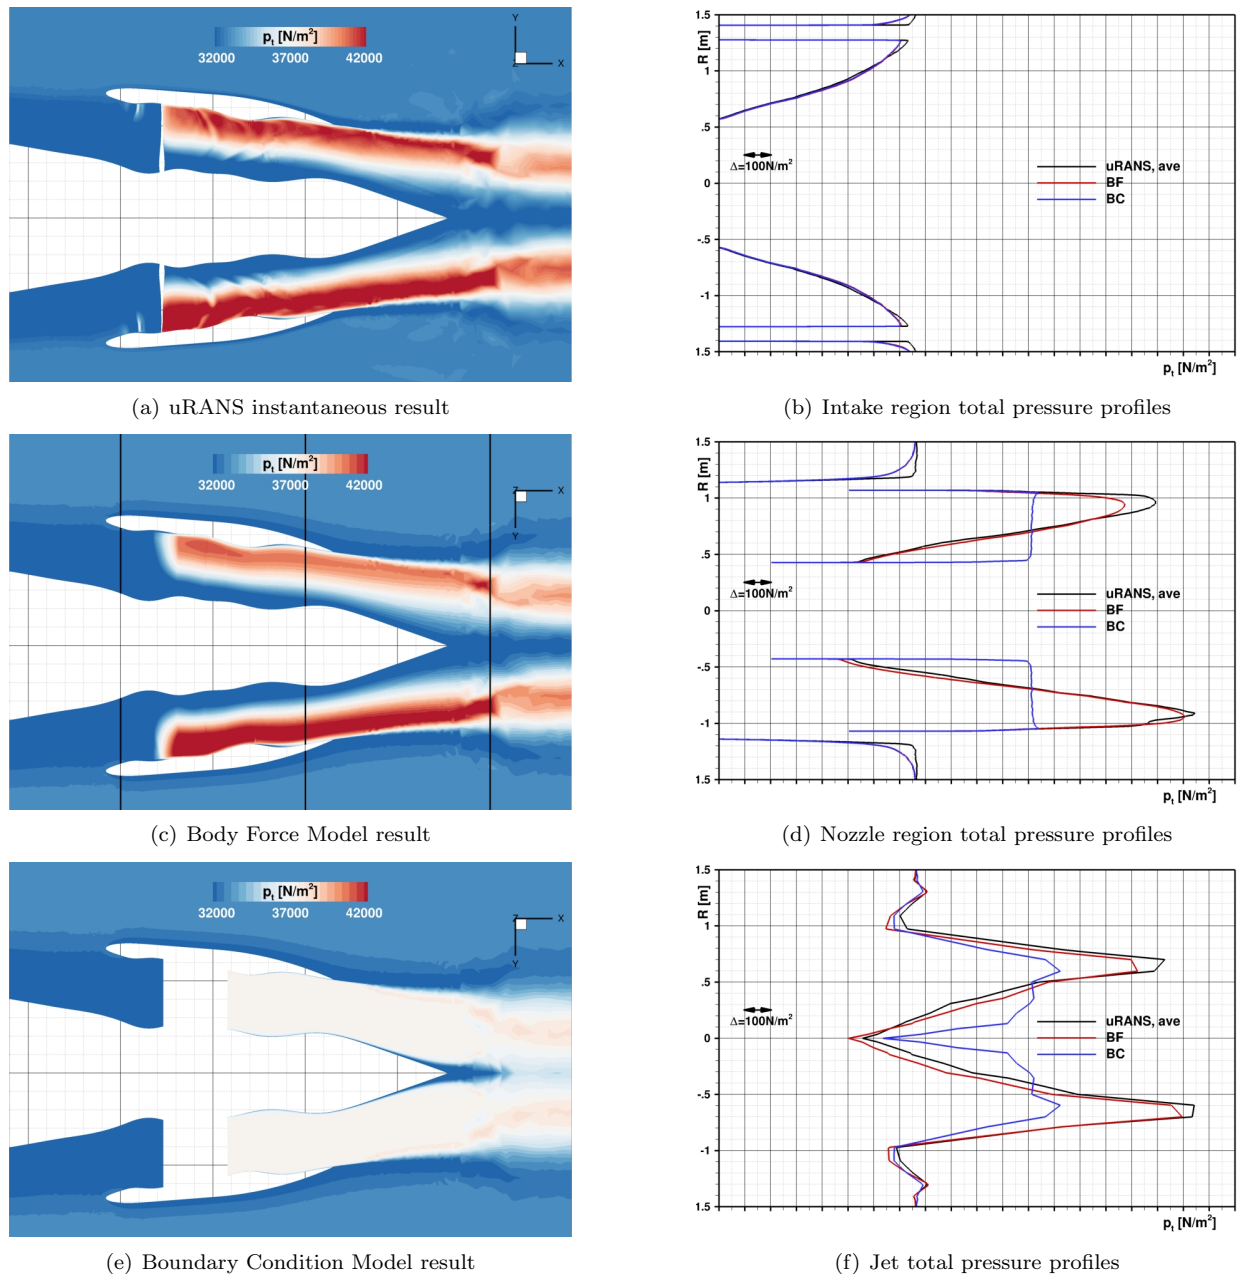 p_t [N/m²]
32000 37000 42000
Y
Z X
(a) uRANS instantaneous result
1.5
R [m]
1
.5
Δ=100N/m²
uRANS, ave
BF
BC
0
-.5
-1
1.5
p_t [N/m²]
(b) Intake region total pressure profiles
p_t [N/m²]
32000 37000 42000
Z X
Y
(c) Body Force Model result
1.5
R [m]
1
.5
Δ=100N/m²
uRANS, ave
BF
BC
0
-.5
-1
1.5
p_t [N/m²]
(d) Nozzle region total pressure profiles
p_t [N/m²]
32000 37000 42000
Z X
Y
(e) Boundary Condition Model result
1.5
R [m]
1
.5
Δ=100N/m²
uRANS, ave
BF
BC
0
-.5
-1
1.5
p_t [N/m²]
(f) Jet total pressure profiles